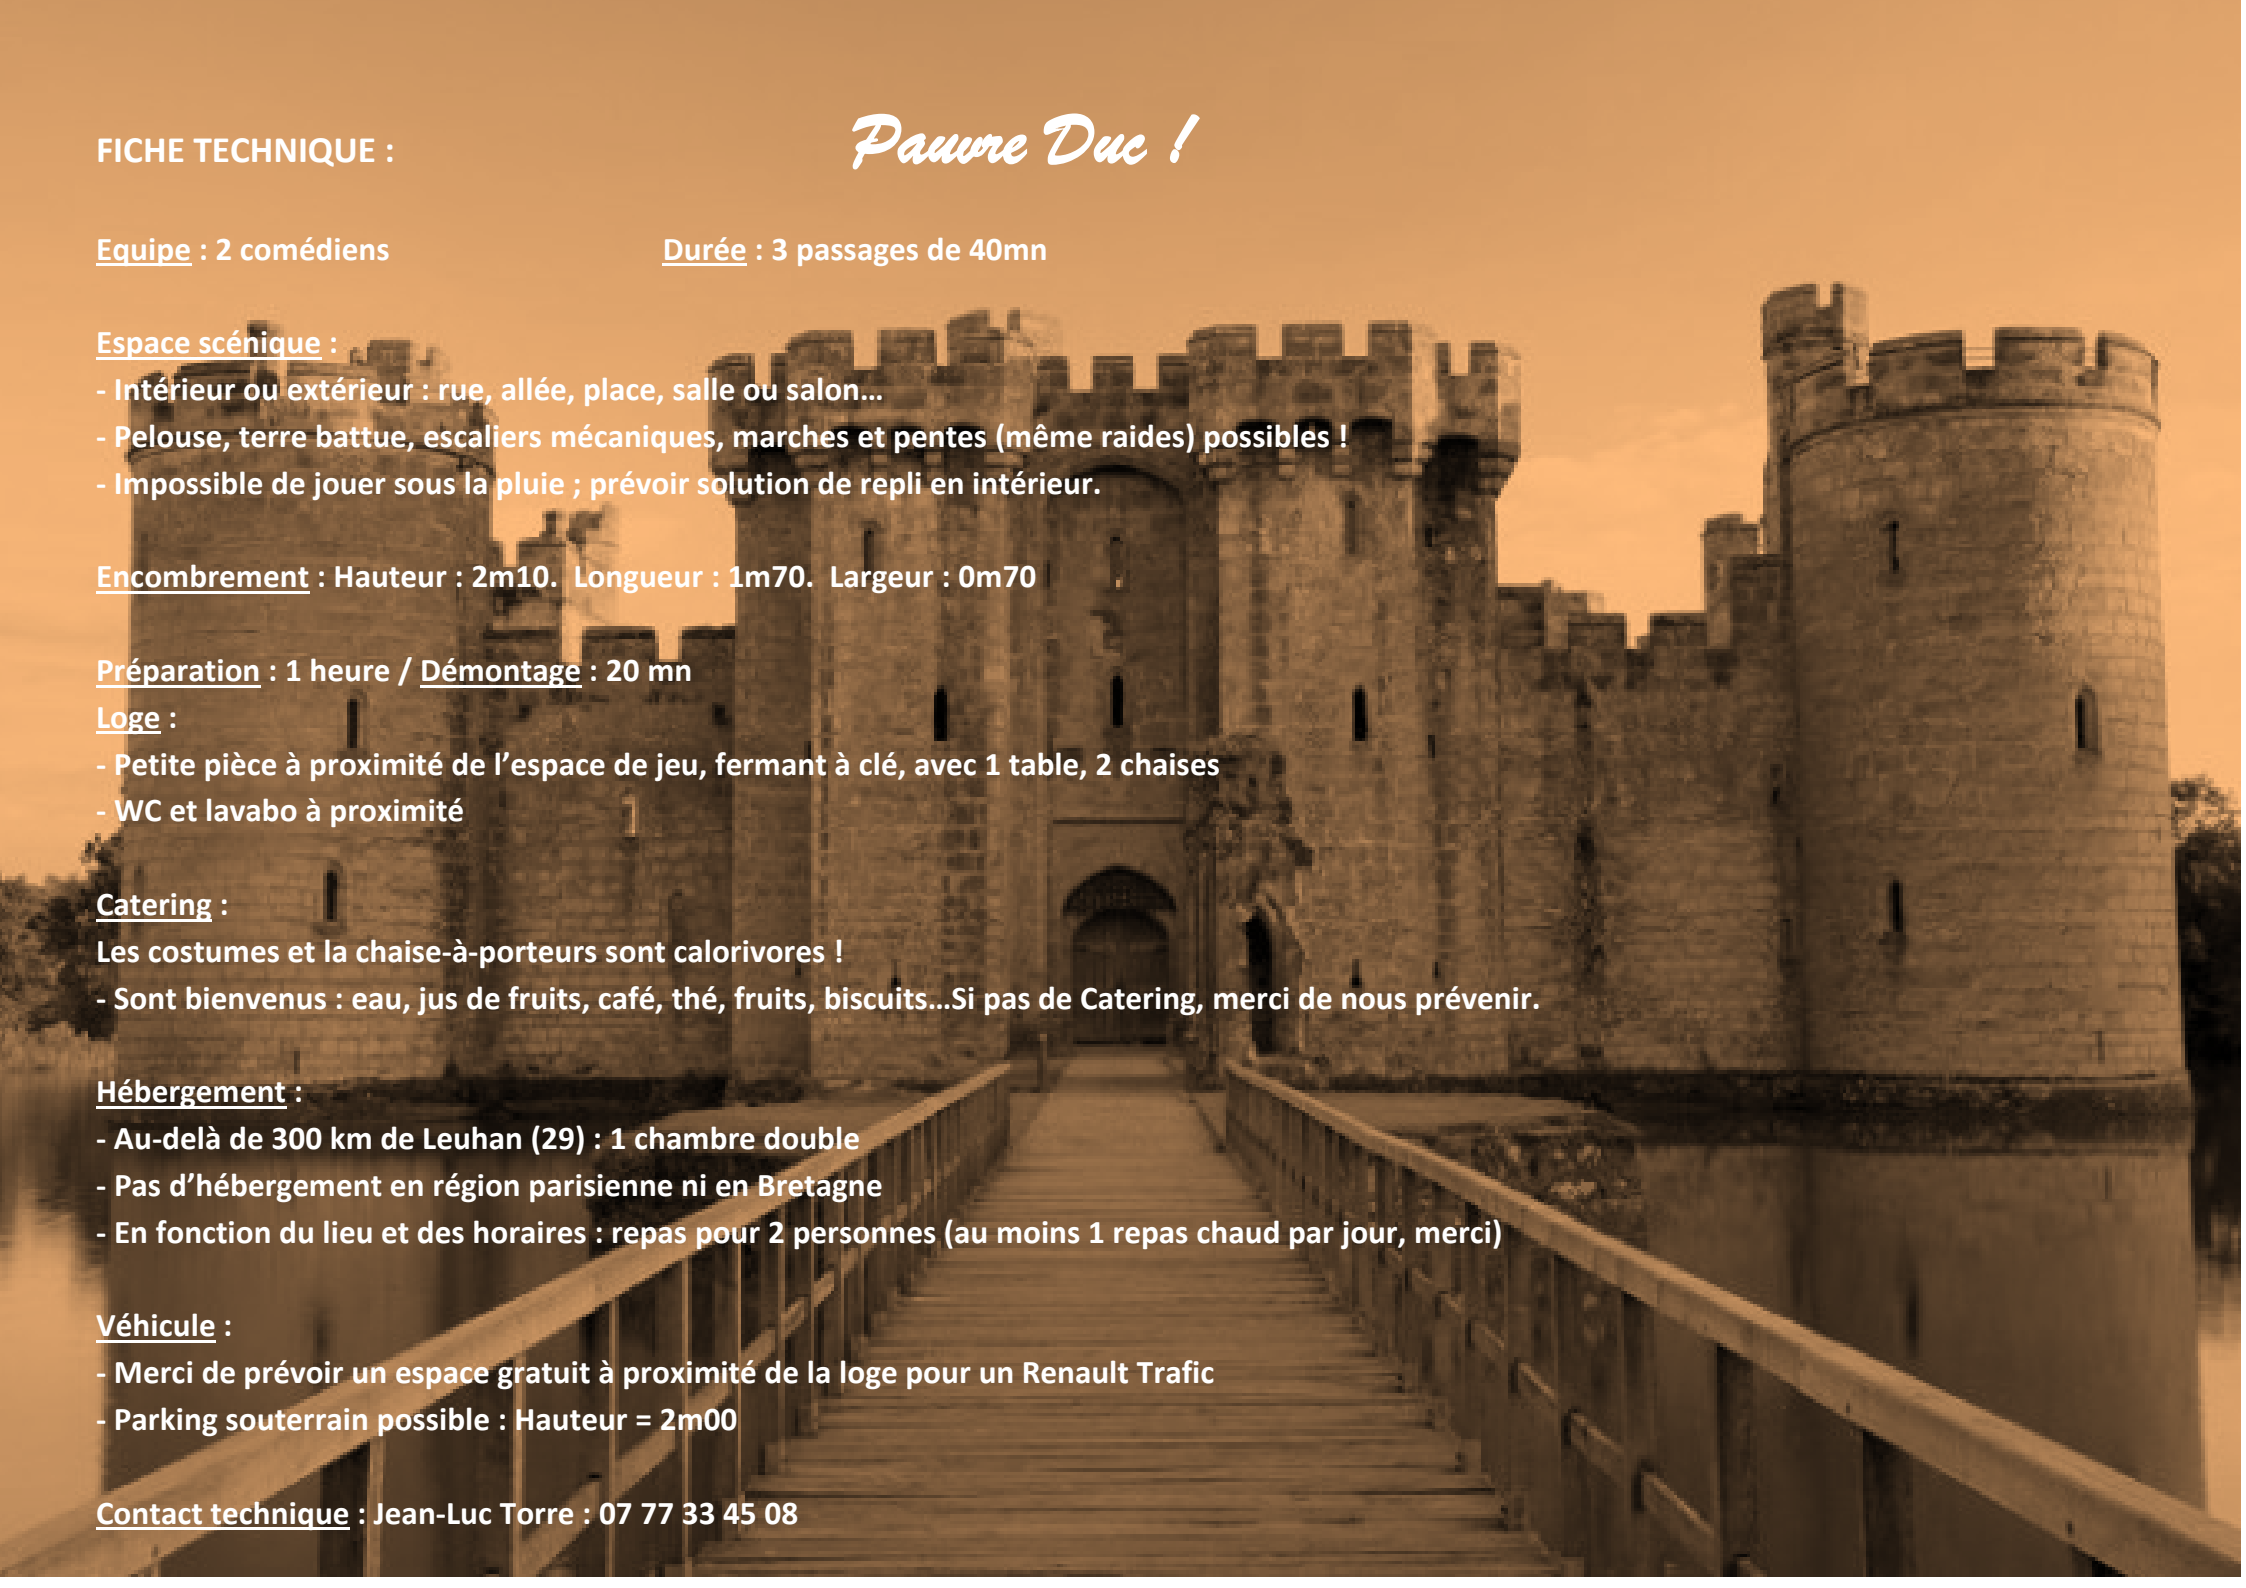 FICHE TECHNIQUE : Pauvre Duc !
Equipe : 2 comédiens Durée : 3 passages de 40mn
Espace scénique :
- Intérieur ou extérieur : rue, allée, place, salle ou salon…
- Pelouse, terre battue, escaliers mécaniques, marches et pentes (même raides) possibles !
- Impossible de jouer sous la pluie ; prévoir solution de repli en intérieur.
Encombrement : Hauteur : 2m10. Longueur : 1m70. Largeur : 0m70
Préparation : 1 heure / Démontage : 20 mn
Loge :
- Petite pièce à proximité de l’espace de jeu, fermant à clé, avec 1 table, 2 chaises
- WC et lavabo à proximité
Catering :
Les costumes et la chaise-à-porteurs sont calorivores !
- Sont bienvenus : eau, jus de fruits, café, thé, fruits, biscuits…Si pas de Catering, merci de nous prévenir.
Hébergement :
- Au-delà de 300 km de Leuhan (29) : 1 chambre double
- Pas d’hébergement en région parisienne ni en Bretagne
- En fonction du lieu et des horaires : repas pour 2 personnes (au moins 1 repas chaud par jour, merci)
Véhicule :
- Merci de prévoir un espace gratuit à proximité de la loge pour un Renault Trafic
- Parking souterrain possible : Hauteur = 2m00
Contact technique : Jean-Luc Torre : 07 77 33 45 08